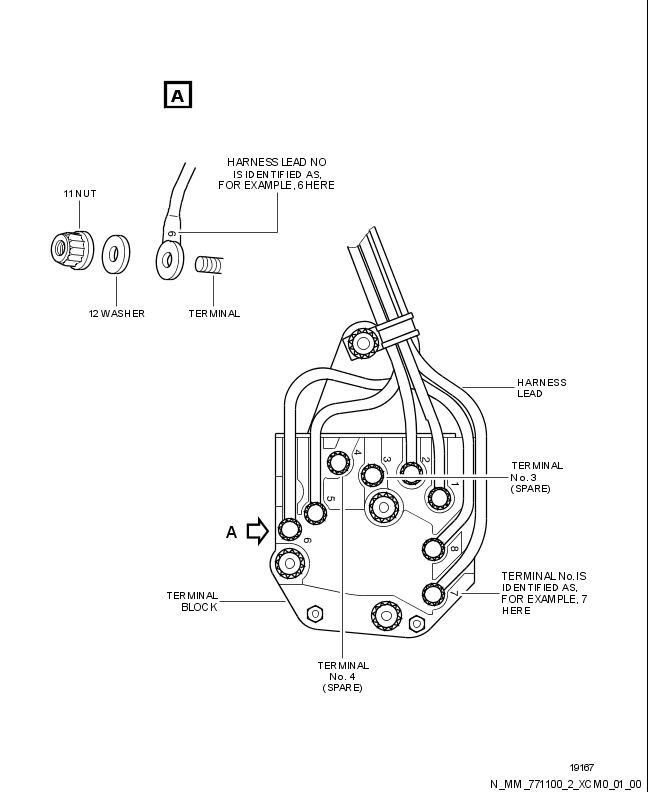 A
HARNESS LEAD NO
IS IDENTIFIED AS,
FOR EXAMPLE, 6 HERE
11 NUT
6
12 WASHER
TERMINAL
HARNESS
LEAD
4
3
2
1
TERMINAL
No. 3
(SPARE)
5
A
6
8
TERMINAL No. IS
IDENTIFIED AS,
FOR EXAMPLE, 7
HERE
7
TERMINAL
BLOCK
TERMINAL
No. 4
(SPARE)
19167
N_MM_771100_2_XCM0_01_00